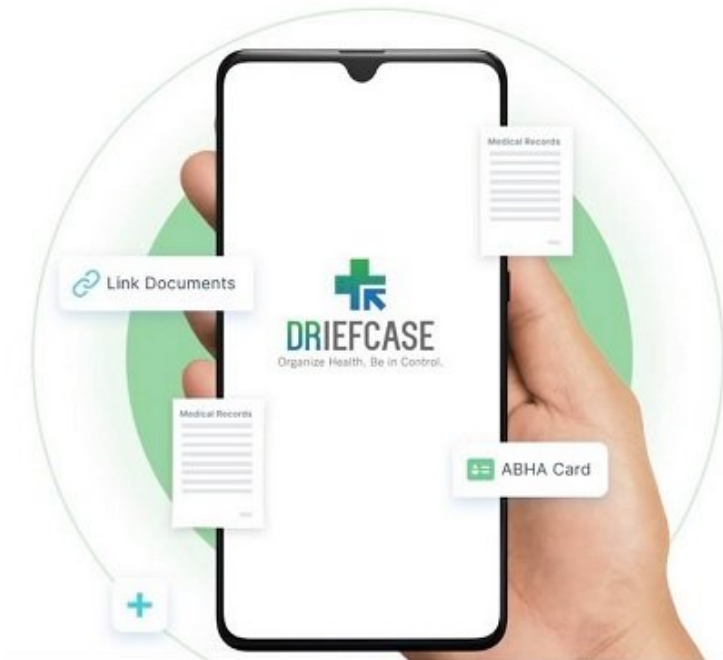 Medical Records
Link Documents
DRIEFCASE
Organize Health. Be in Control.
Medical Records
ABHA Card